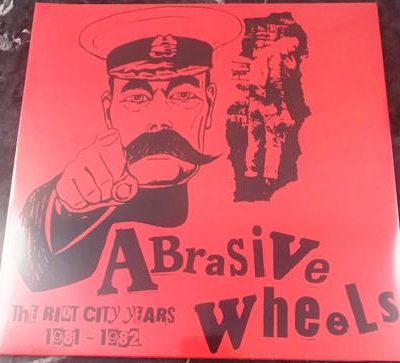 ABrasive
Wheels
THE RIOT CITY YEARS
1981 - 1982